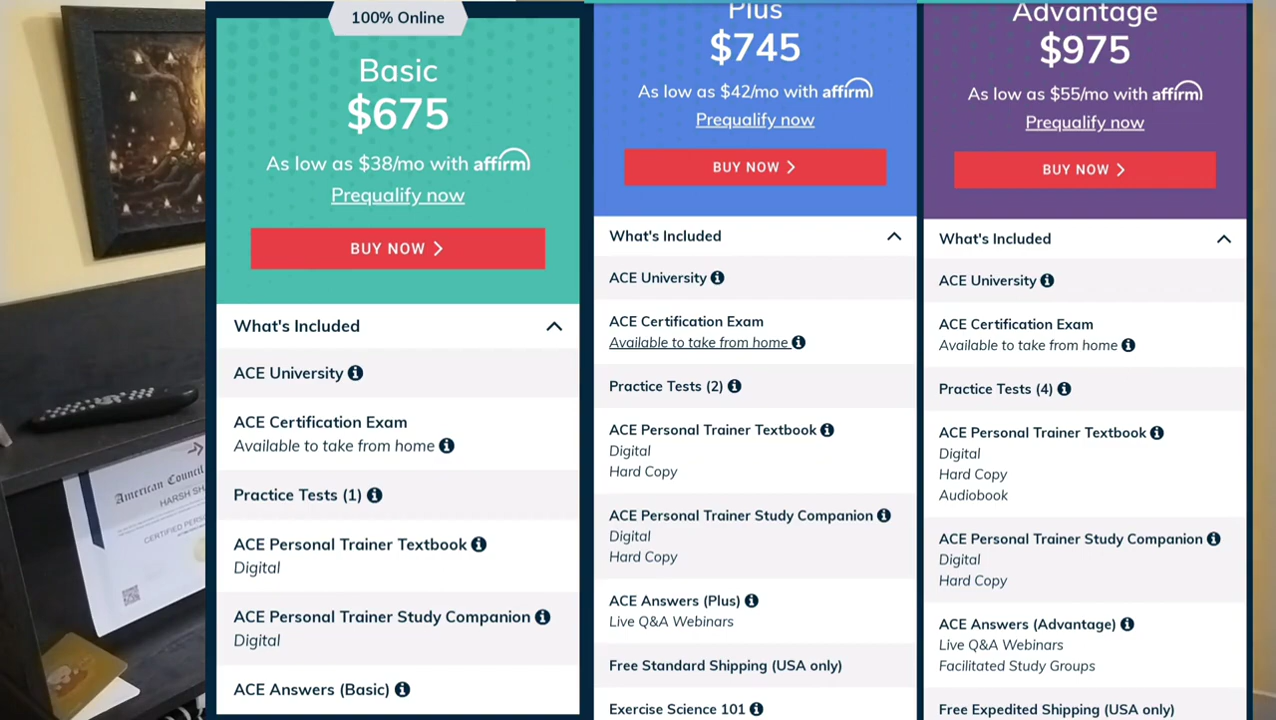 100% Online
Basic
$675
As low as $38/mo with affirm
Prequalify now
BUY NOW
What's Included
ACE University
ACE Certification Exam
Available to take from home
Practice Tests (1)
ACE Personal Trainer Textbook
Digital
ACE Personal Trainer Study Companion
Digital
ACE Answers (Basic)
Plus
$745
As low as $42/mo with affirm
Prequalify now
BUY NOW
What's Included
ACE University
ACE Certification Exam
Available to take from home
Practice Tests (2)
ACE Personal Trainer Textbook
Digital
Hard Copy
ACE Personal Trainer Study Companion
Digital
Hard Copy
ACE Answers (Plus)
Live Q&A Webinars
Free Standard Shipping (USA only)
Exercise Science 101
Advantage
$975
As low as $55/mo with affirm
Prequalify now
BUY NOW
What's Included
ACE University
ACE Certification Exam
Available to take from home
Practice Tests (4)
ACE Personal Trainer Textbook
Digital
Hard Copy
Audiobook
ACE Personal Trainer Study Companion
Digital
Hard Copy
ACE Answers (Advantage)
Live Q&A Webinars
Facilitated Study Groups
Free Expedited Shipping (USA only)
American Council
HARSH SH
CERTIFIED PERS